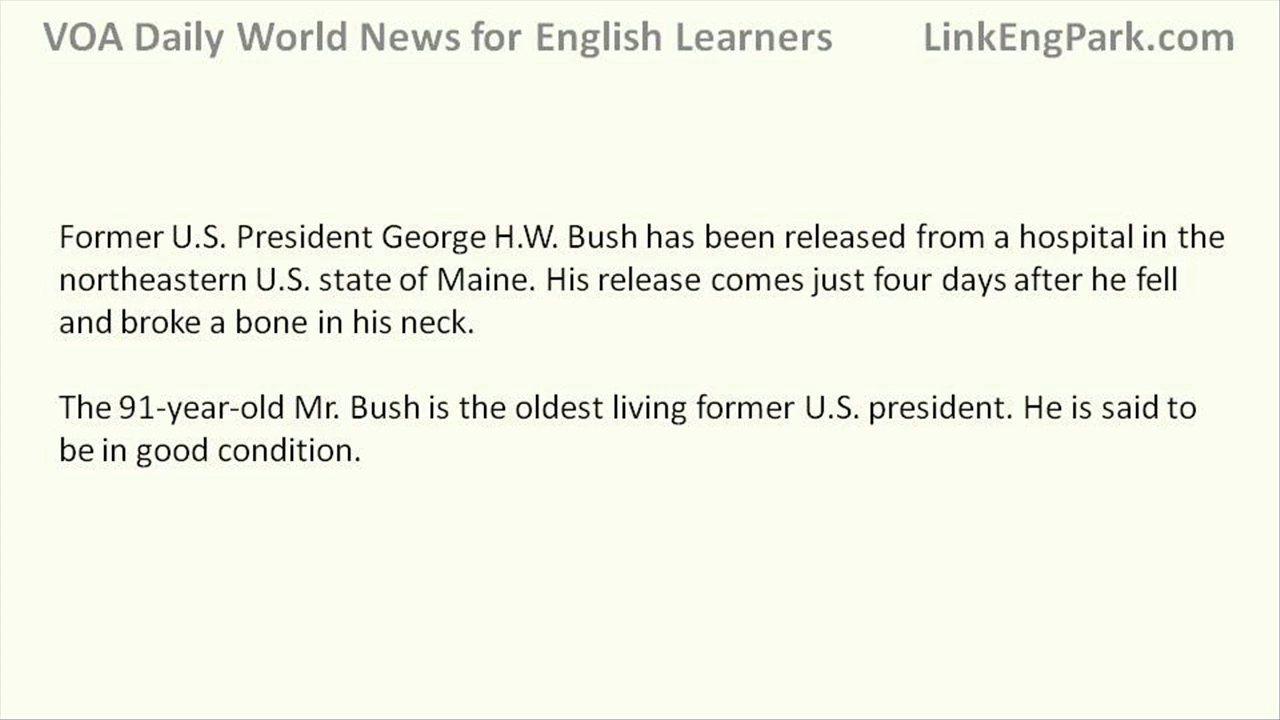 VOA Daily World News for English Learners LinkEngPark.com
Former U.S. President George H.W. Bush has been released from a hospital in the
northeastern U.S. state of Maine. His release comes just four days after he fell
and broke a bone in his neck.
The 91-year-old Mr. Bush is the oldest living former U.S. president. He is said to
be in good condition.